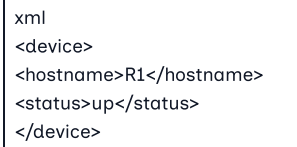 xml
<device>
<hostname>R1</hostname>
<status>up</status>
</device>